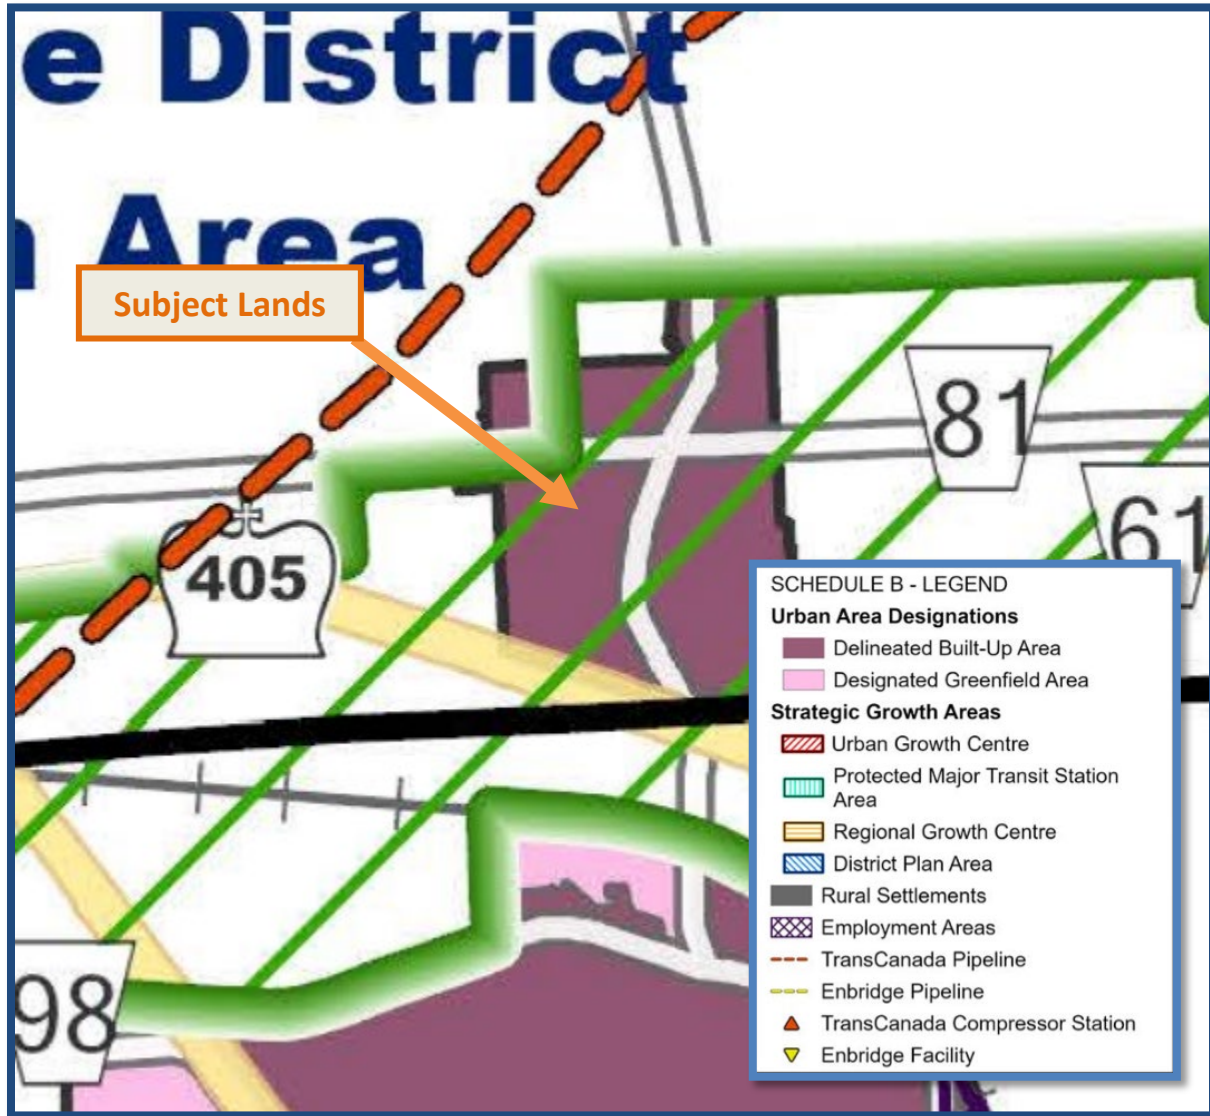 e District
Area
Subject Lands
81
61
405
98
SCHEDULE B - LEGEND
Urban Area Designations
Delineated Built-Up Area
Designated Greenfield Area
Strategic Growth Areas
Urban Growth Centre
Protected Major Transit Station
Area
Regional Growth Centre
District Plan Area
Rural Settlements
Employment Areas
TransCanada Pipeline
Enbridge Pipeline
TransCanada Compressor Station
Enbridge Facility